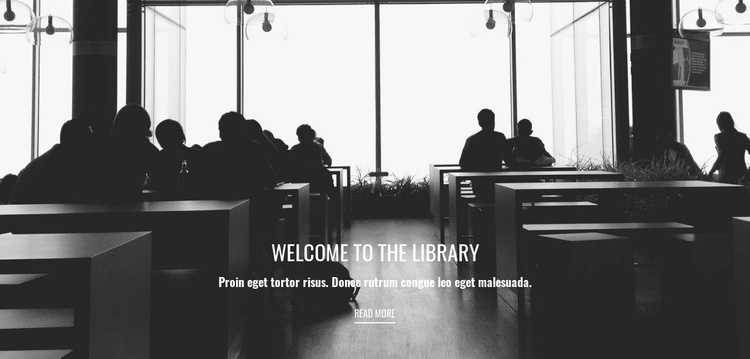 WELCOME TO THE LIBRARY
Proin eget tortor risus. Donec rutrum congue leo eget malesuada.
READ MORE